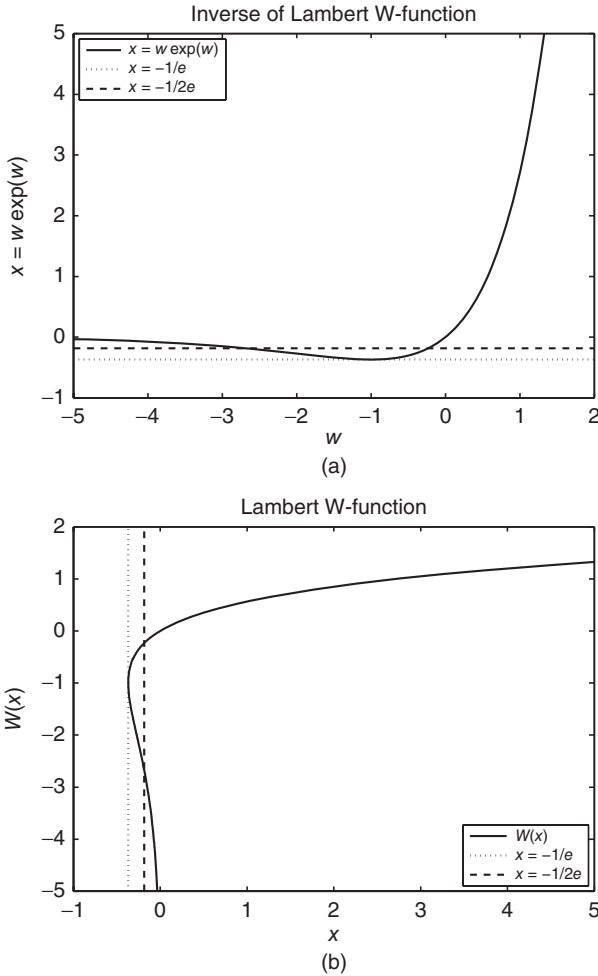 Inverse of Lambert W-function
x = w exp(w)
x = −1/e
x = −1/2e
x = w exp(w)
5
4
3
2
1
0
−1
−5 −4 −3 −2 −1 0 1 2
w
(a)
Lambert W-function
W(x)
2
1
0
−1
−2
−3
−4
−5
W(x)
x = −1/e
x = −1/2e
−1 0 1 2 3 4 5
x
(b)